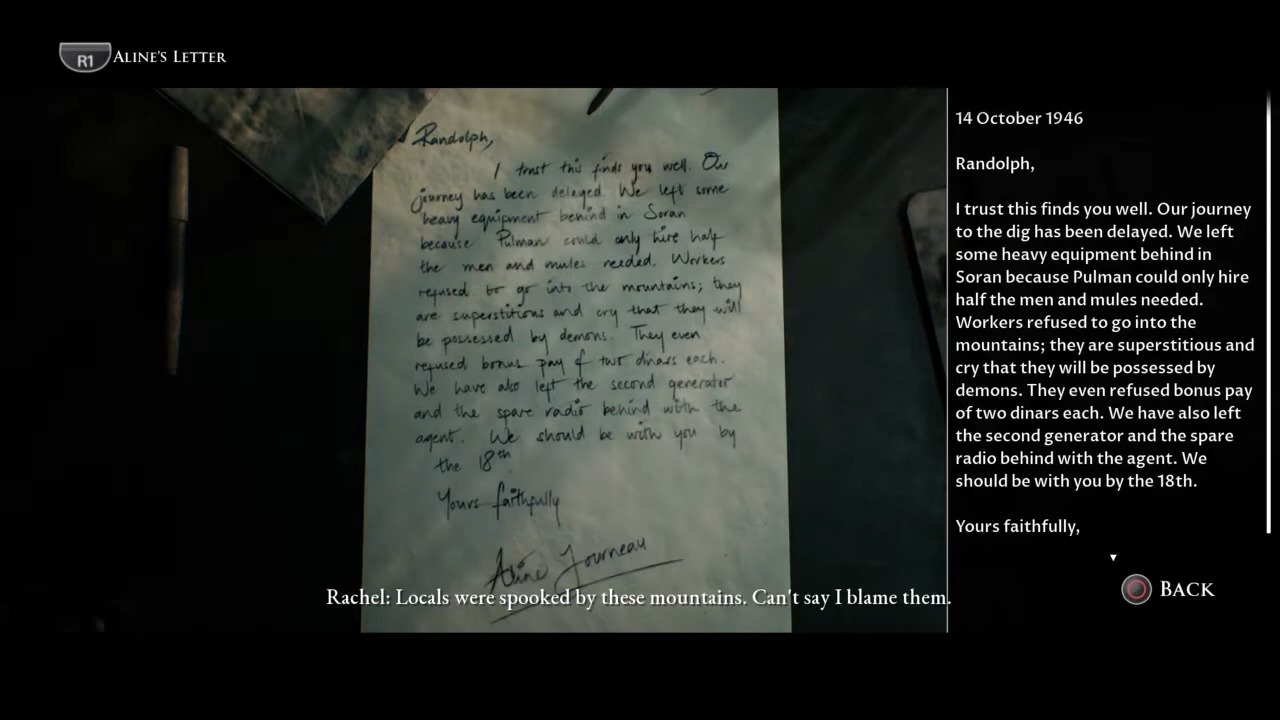 R1 ALINE'S LETTER
Randolph,
I trust this finds you well. Our
journey has been delayed. We left some
heavy equipment behind in Soran
because Pulman could only hire half
the men and mules needed. Workers
refused to go into the mountains; they
are superstitious and cry that they will
be possessed by demons. They even
refused bonus pay of two dinars each.
We have also left the second generator
and the spare radio behind with the
agent. We should be with you by
the 18th.
Yours faithfully
Aline Journeau
14 October 1946
Randolph,
I trust this finds you well. Our journey
to the dig has been delayed. We left
some heavy equipment behind in
Soran because Pulman could only hire
half the men and mules needed.
Workers refused to go into the
mountains; they are superstitious and
cry that they will be possessed by
demons. They even refused bonus pay
of two dinars each. We have also left
the second generator and the spare
radio behind with the agent. We
should be with you by the 18th.
Yours faithfully,
Rachel: Locals were spooked by these mountains. Can't say I blame them.
BACK